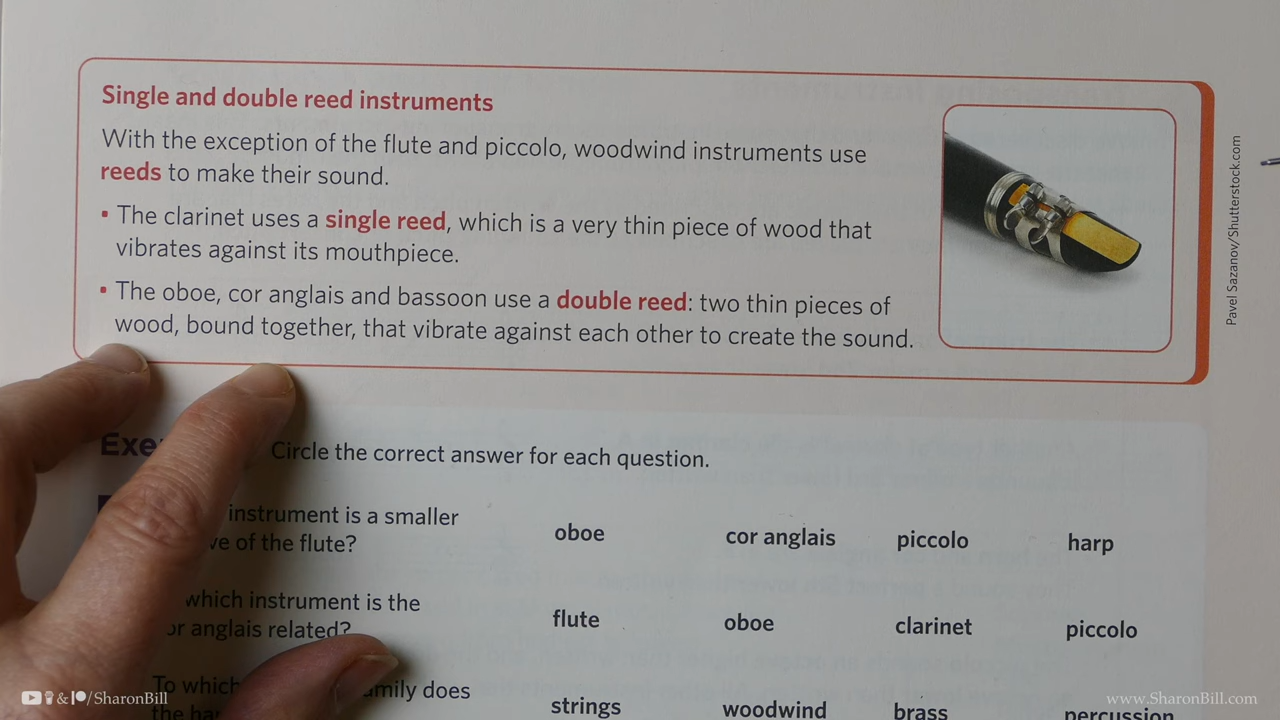 Single and double reed instruments
With the exception of the flute and piccolo, woodwind instruments use
reeds to make their sound.
▪ The clarinet uses a single reed, which is a very thin piece of wood that
vibrates against its mouthpiece.
▪ The oboe, cor anglais and bassoon use a double reed: two thin pieces of
wood, bound together, that vibrate against each other to create the sound.
Pavel Sazanov/Shutterstock.com
Circle the correct answer for each question.
instrument is a smaller
of the flute?
oboe cor anglais piccolo harp
which instrument is the
anglais related?
flute oboe clarinet piccolo
To which does
the
strings woodwind brass percussion
& /SharonBill
www.SharonBill.com